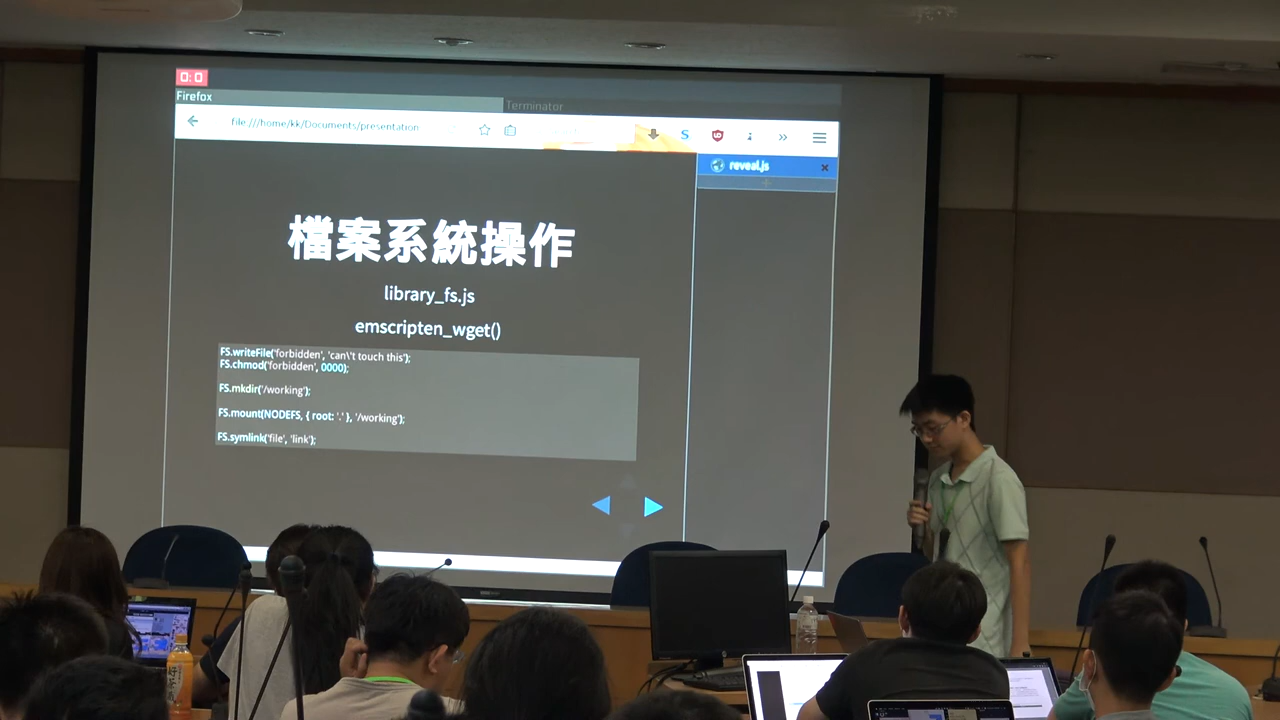 0: 0
Firefox
Terminator
file:///home/kk/Documents/presentation
reveal.js
檔案系統操作
library_fs.js
emscripten_wget()
FS.writeFile('forbidden', 'can\'t touch this');
FS.chmod('forbidden', 0000);
FS.mkdir('/working');
FS.mount(NODEFS, { root: '.' }, '/working');
FS.symlink('file', 'link');